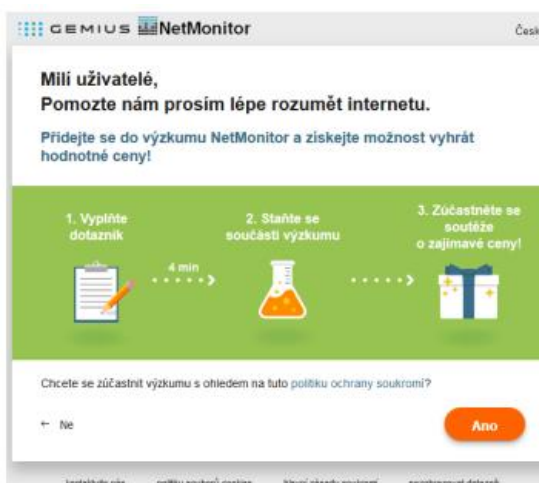 GEMIUS NetMonitor
Česk
Milí uživatelé,
Pomozte nám prosím lépe rozumět internetu.
Přidejte se do výzkumu NetMonitor a získejte možnost vyhrát
hodnotné ceny!
1. Vyplňte
dotazník
4 min
2. Staňte se
součástí výzkumu
3. Zúčastněte se
soutěže
o zajímavé ceny!
Chcete se zúčastnit výzkumu s ohledem na tuto politiku ochrany soukromí?
← Ne
Ano